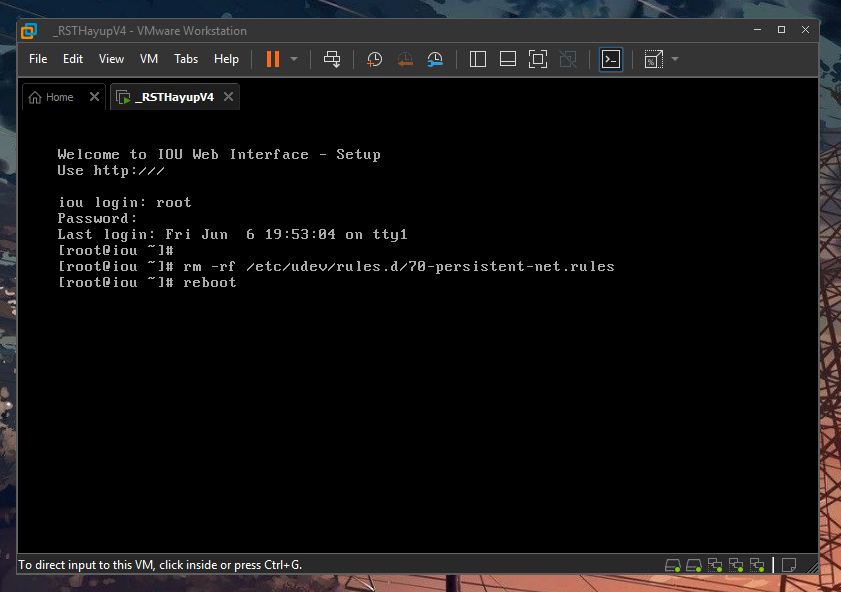 _RSTHayupV4 - VMware Workstation
File Edit View VM Tabs Help
Home _RSTHayupV4
Welcome to IOU Web Interface - Setup
Use http:///
iou login: root
Password:
Last login: Fri Jun  6 19:53:04 on tty1
[root@iou ~]#
[root@iou ~]# rm -rf /etc/udev/rules.d/70-persistent-net.rules
[root@iou ~]# reboot
To direct input to this VM, click inside or press Ctrl+G.